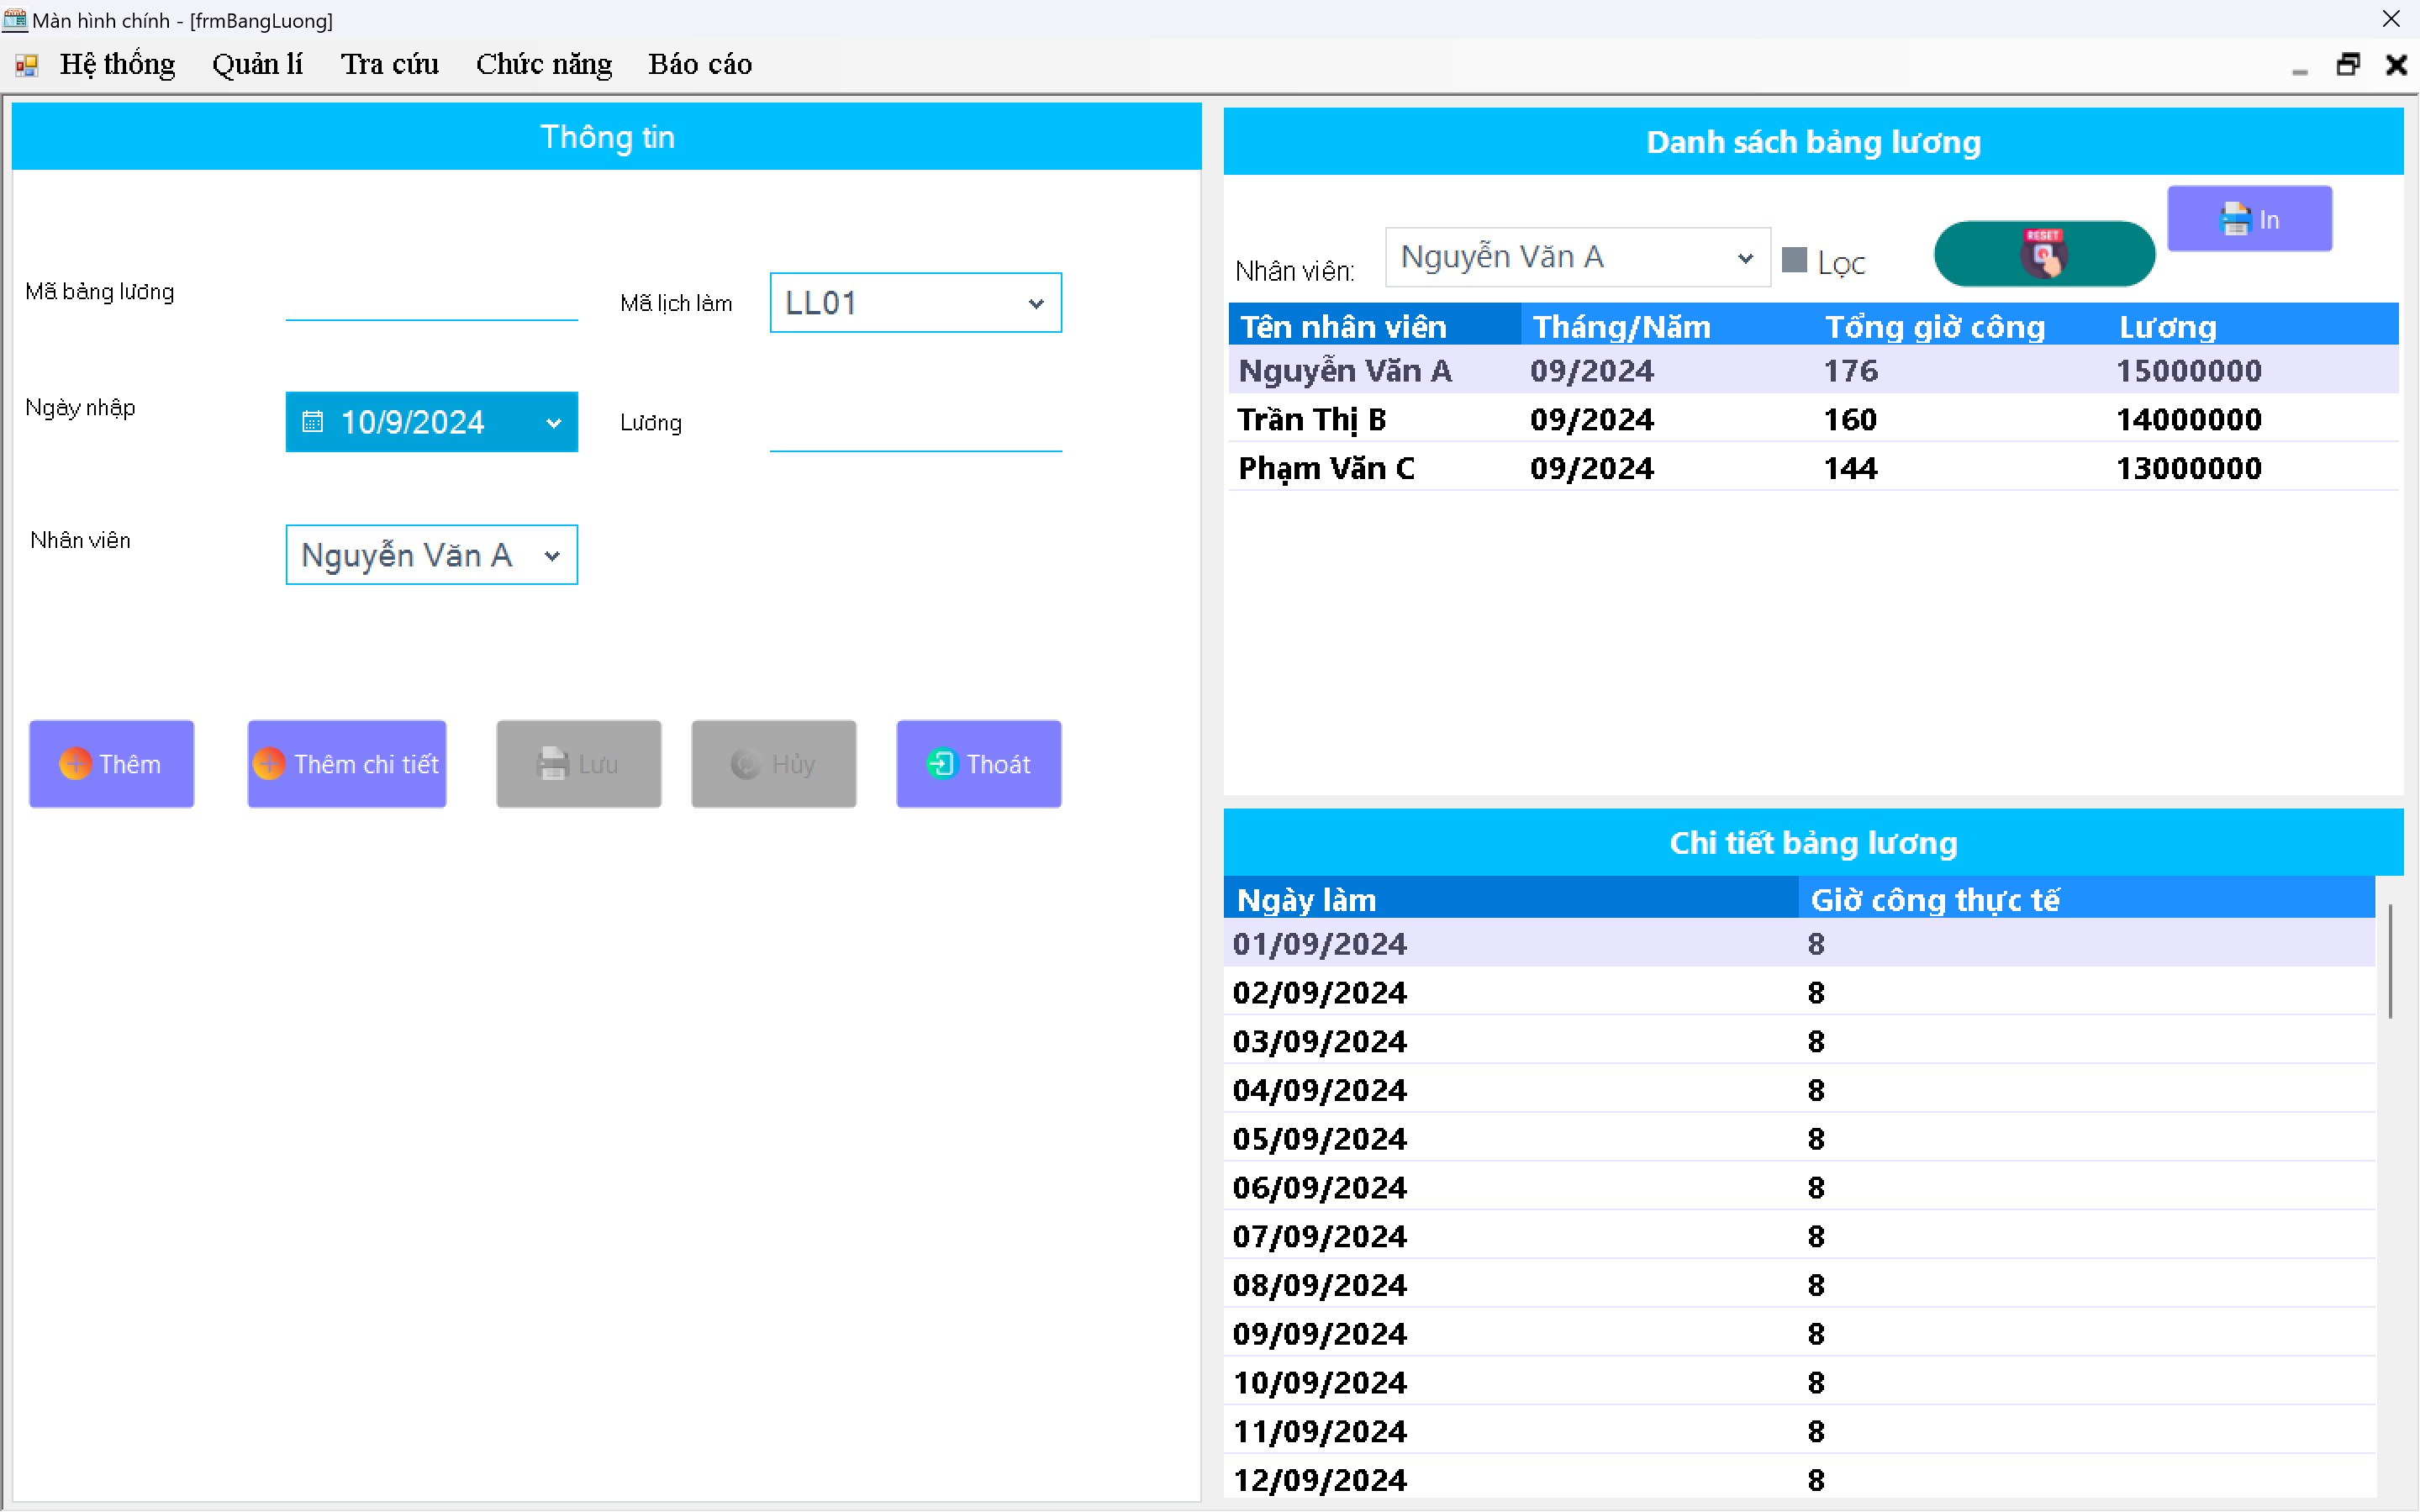 Màn hình chính - [frmBangLuong]
Hệ thống Quản lí Tra cứu Chức năng Báo cáo
Thông tin
Mã bảng lương
Mã lịch làm LL01
Ngày nhập 10/9/2024
Lương
Nhân viên Nguyễn Văn A
Thêm Thêm chi tiết Lưu Hủy Thoát
Danh sách bảng lương
Nhân viên: Nguyễn Văn A Lọc RESET In
Tên nhân viên Tháng/Năm Tổng giờ công Lương
Nguyễn Văn A 09/2024 176 15000000
Trần Thị B 09/2024 160 14000000
Phạm Văn C 09/2024 144 13000000
Chi tiết bảng lương
Ngày làm Giờ công thực tế
01/09/2024 8
02/09/2024 8
03/09/2024 8
04/09/2024 8
05/09/2024 8
06/09/2024 8
07/09/2024 8
08/09/2024 8
09/09/2024 8
10/09/2024 8
11/09/2024 8
12/09/2024 8